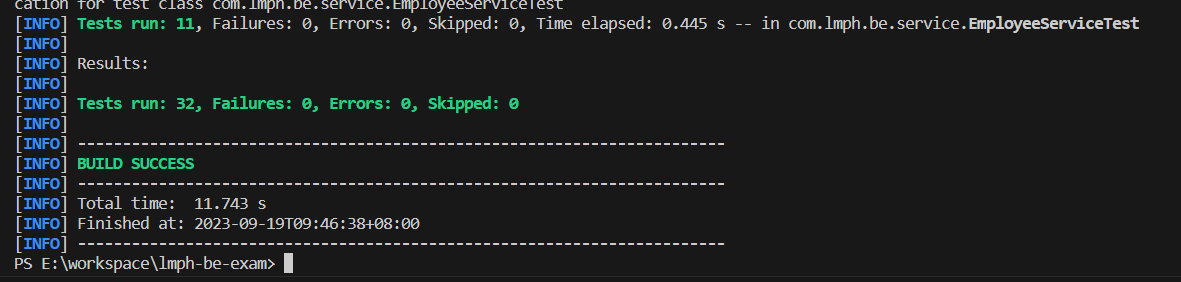 cation for test class com.lmph.be.service.EmployeeServiceTest
[INFO] Tests run: 11, Failures: 0, Errors: 0, Skipped: 0, Time elapsed: 0.445 s -- in com.lmph.be.service.EmployeeServiceTest
[INFO]
[INFO] Results:
[INFO]
[INFO] Tests run: 32, Failures: 0, Errors: 0, Skipped: 0
[INFO]
[INFO] ------------------------------------------------------------------------
[INFO] BUILD SUCCESS
[INFO] ------------------------------------------------------------------------
[INFO] Total time:  11.743 s
[INFO] Finished at: 2023-09-19T09:46:38+08:00
[INFO] ------------------------------------------------------------------------
PS E:\workspace\lmph-be-exam>